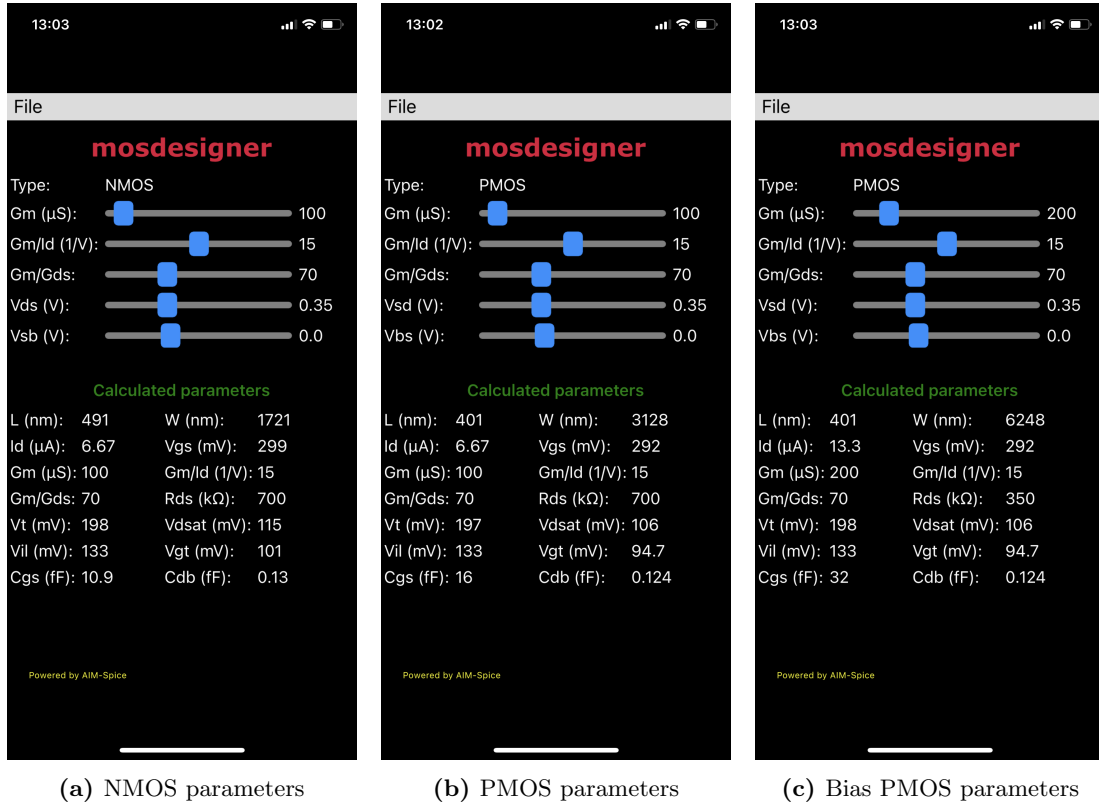 13:03
File
mosdesigner
Type: NMOS
Gm (µS): 100
Gm/Id (1/V): 15
Gm/Gds: 70
Vds (V): 0.35
Vsb (V): 0.0
Calculated parameters
L (nm): 491 W (nm): 1721
Id (µA): 6.67 Vgs (mV): 299
Gm (µS): 100 Gm/Id (1/V): 15
Gm/Gds: 70 Rds (kΩ): 700
Vt (mV): 198 Vdsat (mV): 115
Vil (mV): 133 Vgt (mV): 101
Cgs (fF): 10.9 Cdb (fF): 0.13
Powered by AIM-Spice
(a) NMOS parameters
13:02
File
mosdesigner
Type: PMOS
Gm (µS): 100
Gm/Id (1/V): 15
Gm/Gds: 70
Vsd (V): 0.35
Vbs (V): 0.0
Calculated parameters
L (nm): 401 W (nm): 3128
Id (µA): 6.67 Vgs (mV): 292
Gm (µS): 100 Gm/Id (1/V): 15
Gm/Gds: 70 Rds (kΩ): 700
Vt (mV): 197 Vdsat (mV): 106
Vil (mV): 133 Vgt (mV): 94.7
Cgs (fF): 16 Cdb (fF): 0.124
Powered by AIM-Spice
(b) PMOS parameters
13:03
File
mosdesigner
Type: PMOS
Gm (µS): 200
Gm/Id (1/V): 15
Gm/Gds: 70
Vsd (V): 0.35
Vbs (V): 0.0
Calculated parameters
L (nm): 401 W (nm): 6248
Id (µA): 13.3 Vgs (mV): 292
Gm (µS): 200 Gm/Id (1/V): 15
Gm/Gds: 70 Rds (kΩ): 350
Vt (mV): 198 Vdsat (mV): 106
Vil (mV): 133 Vgt (mV): 94.7
Cgs (fF): 32 Cdb (fF): 0.124
Powered by AIM-Spice
(c) Bias PMOS parameters